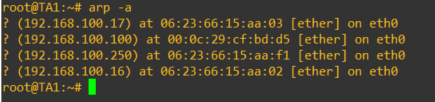 root@TA1:~# arp -a
? (192.168.100.17) at 06:23:66:15:aa:03 [ether] on eth0
? (192.168.100.100) at 00:0c:29:cf:bd:d5 [ether] on eth0
? (192.168.100.250) at 06:23:66:15:aa:f1 [ether] on eth0
? (192.168.100.16) at 06:23:66:15:aa:02 [ether] on eth0
root@TA1:~#